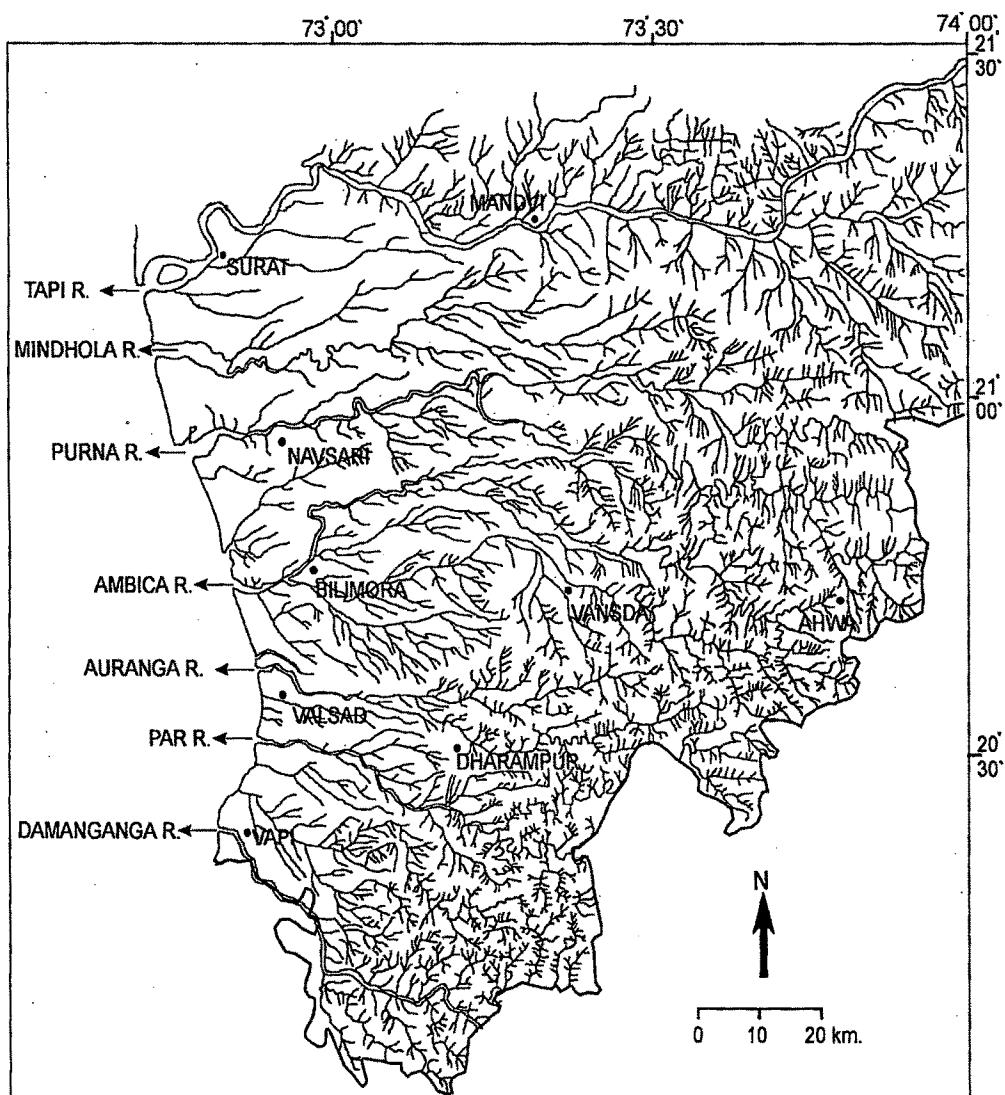 73°00'
73°30'
74°00'
21°
30'
MANDVI
SURAT
TAPI R.
MINDHOLA R.
21°
00'
PURNA R.
NAVSARI
AMBICA R.
BILIMORA
VANSDA
AHWA
AURANGA R.
VALSAD
PAR R.
DHARAMPUR
20°
30'
DAMANGANGA R.
VAPI
N
0 10 20 km.